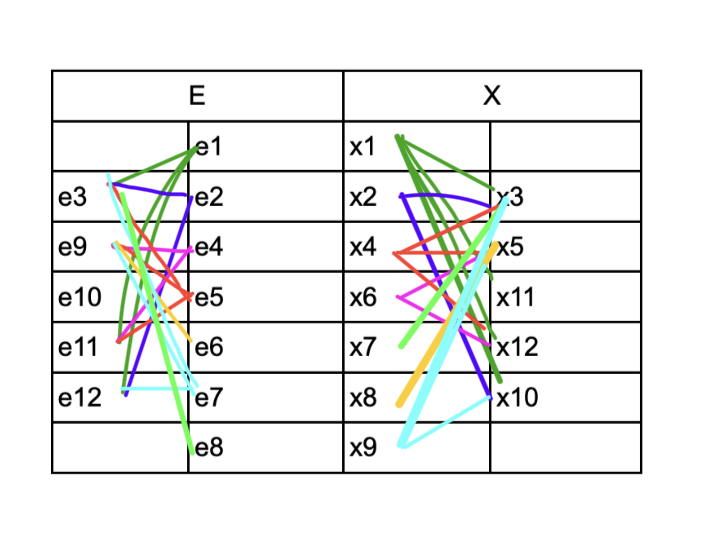 E X
e1 x1
e3 e2 x2 x3
e9 e4 x4 x5
e10 e5 x6 x11
e11 e6 x7 x12
e12 e7 x8 x10
e8 x9